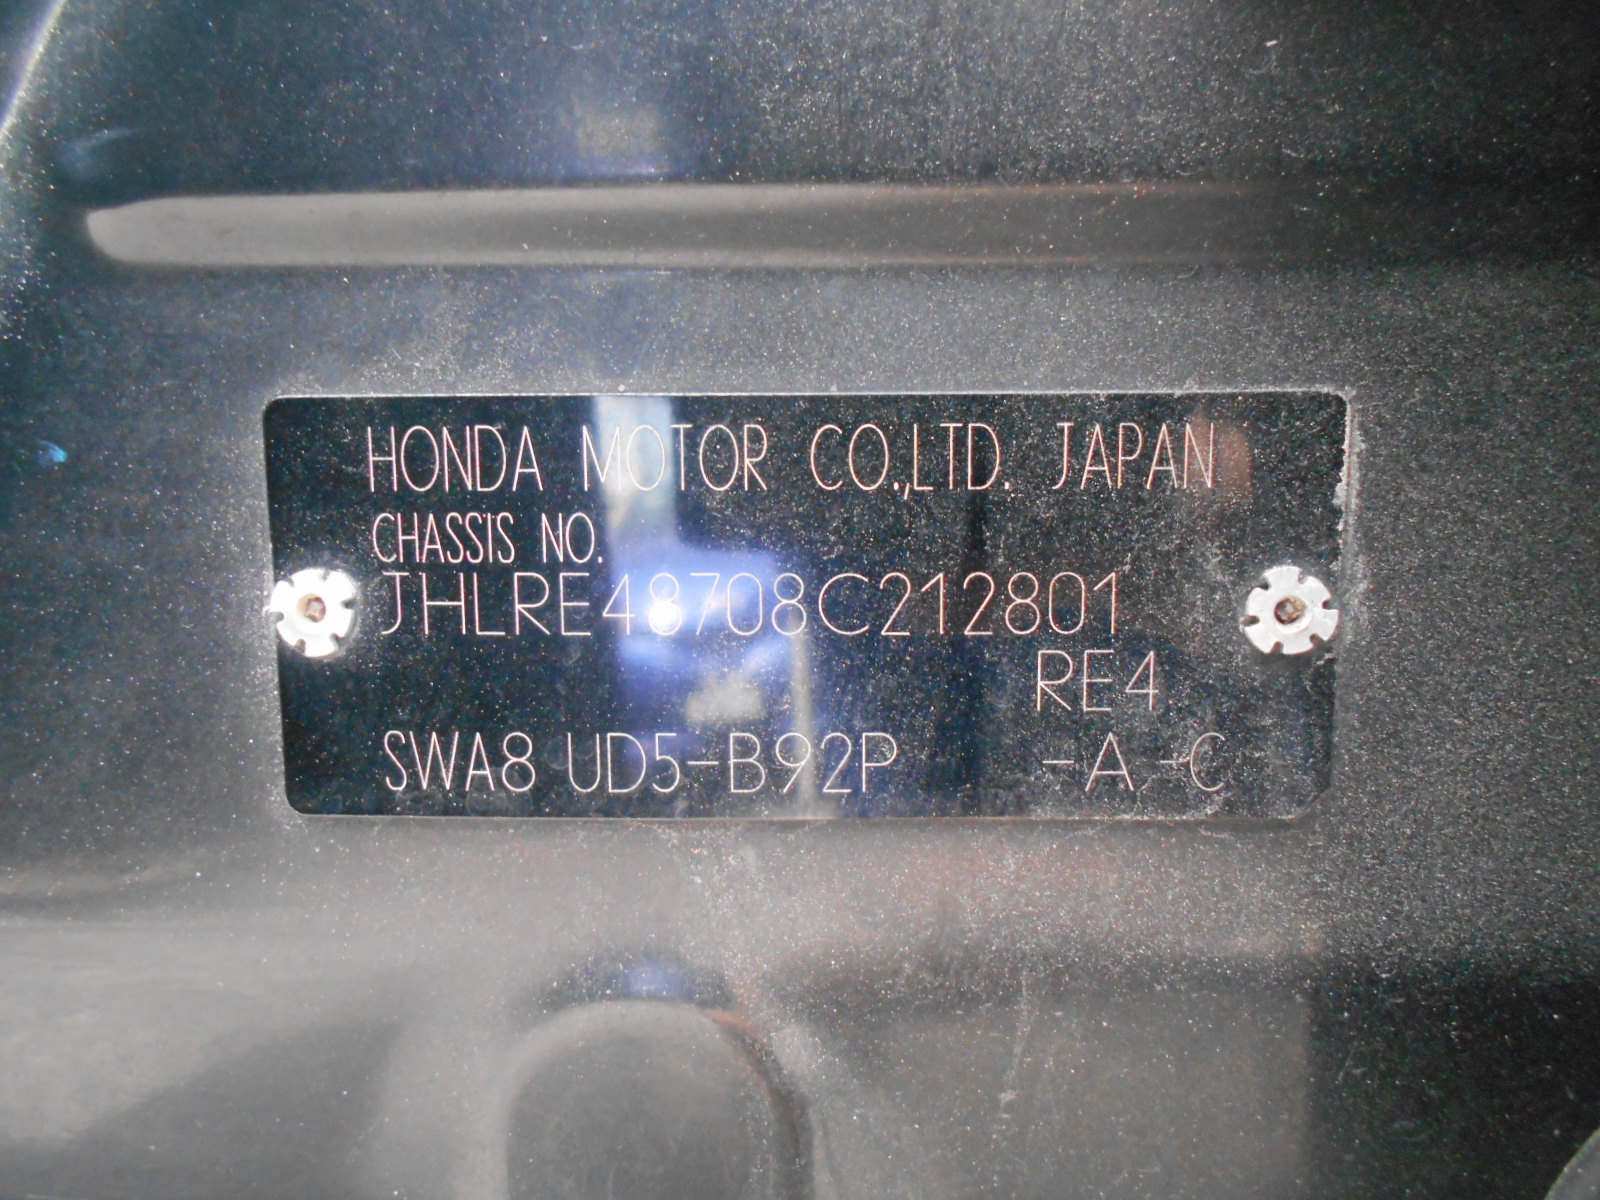 HONDA MOTOR CO.,LTD. JAPAN
CHASSIS NO.
JHLRE48708C212801
RE4
SWA8 UD5-B92P -A -C